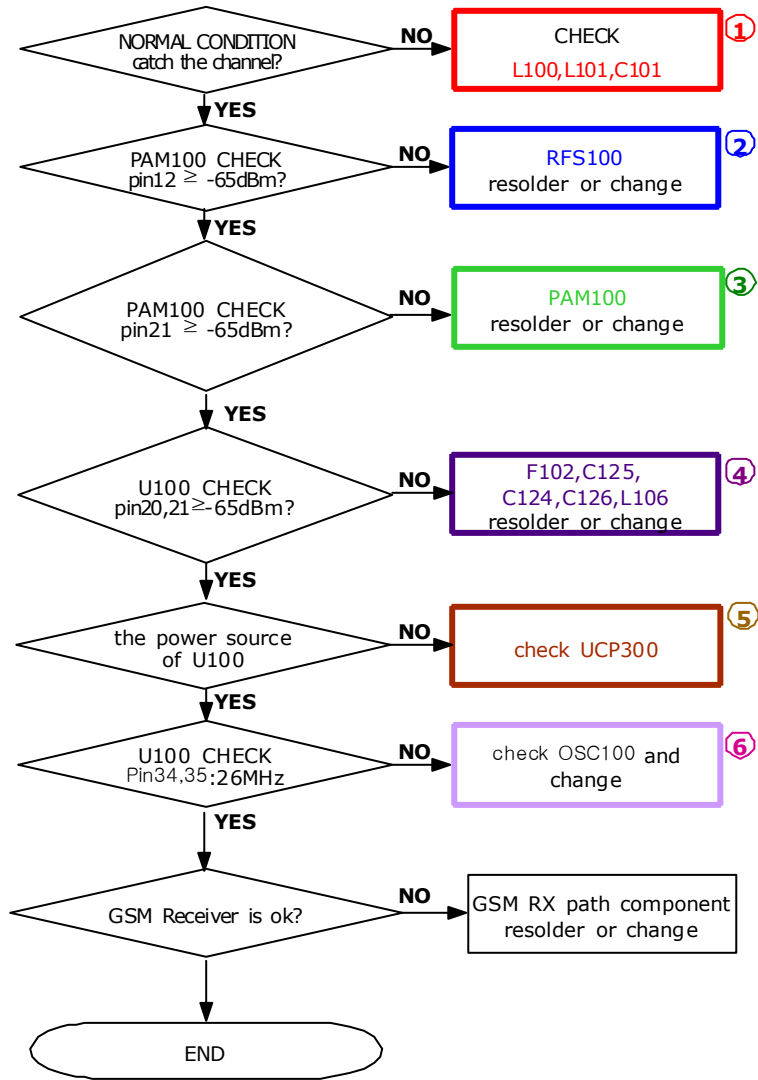 NORMAL CONDITION
catch the channel?
NO
CHECK
L100,L101,C101
1
YES
PAM100 CHECK
pin12 ≥ -65dBm?
NO
RFS100
resolder or change
2
YES
PAM100 CHECK
pin21 ≥ -65dBm?
NO
PAM100
resolder or change
3
YES
U100 CHECK
pin20,21≥-65dBm?
NO
F102,C125,
C124,C126,L106
resolder or change
4
YES
the power source
of U100
NO
check UCP300
5
YES
U100 CHECK
Pin34,35:26MHz
NO
check OSC100 and
change
6
YES
GSM Receiver is ok?
NO
GSM RX path component
resolder or change
END